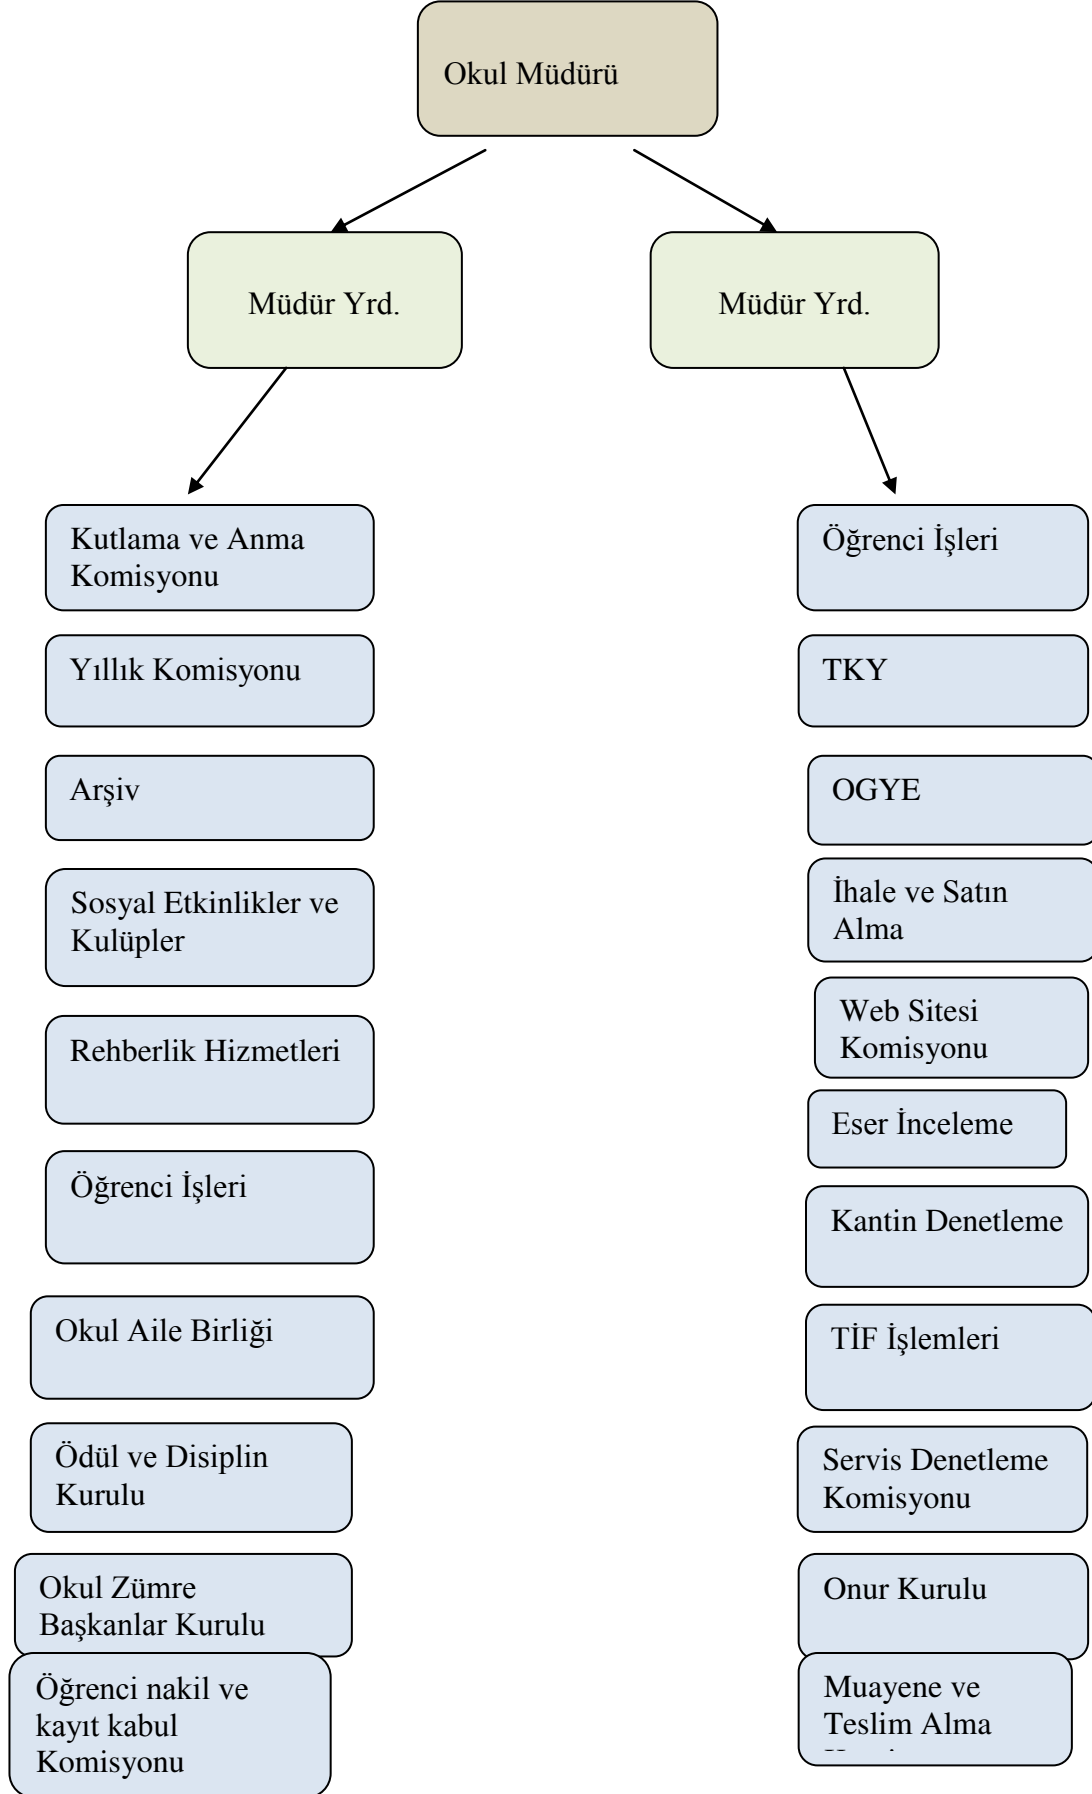 Okul Müdürü
Müdür Yrd.
Müdür Yrd.
Kutlama ve Anma
Komisyonu
Yıllık Komisyonu
Arşiv
Sosyal Etkinlikler ve
Kulüpler
Rehberlik Hizmetleri
Öğrenci İşleri
Okul Aile Birliği
Ödül ve Disiplin
Kurulu
Okul Zümre
Başkanlar Kurulu
Öğrenci nakil ve
kayıt kabul
Komisyonu
Öğrenci İşleri
TKY
OGYE
İhale ve Satın
Alma
Web Sitesi
Komisyonu
Eser İnceleme
Kantin Denetleme
TİF İşlemleri
Servis Denetleme
Komisyonu
Onur Kurulu
Muayene ve
Teslim Alma